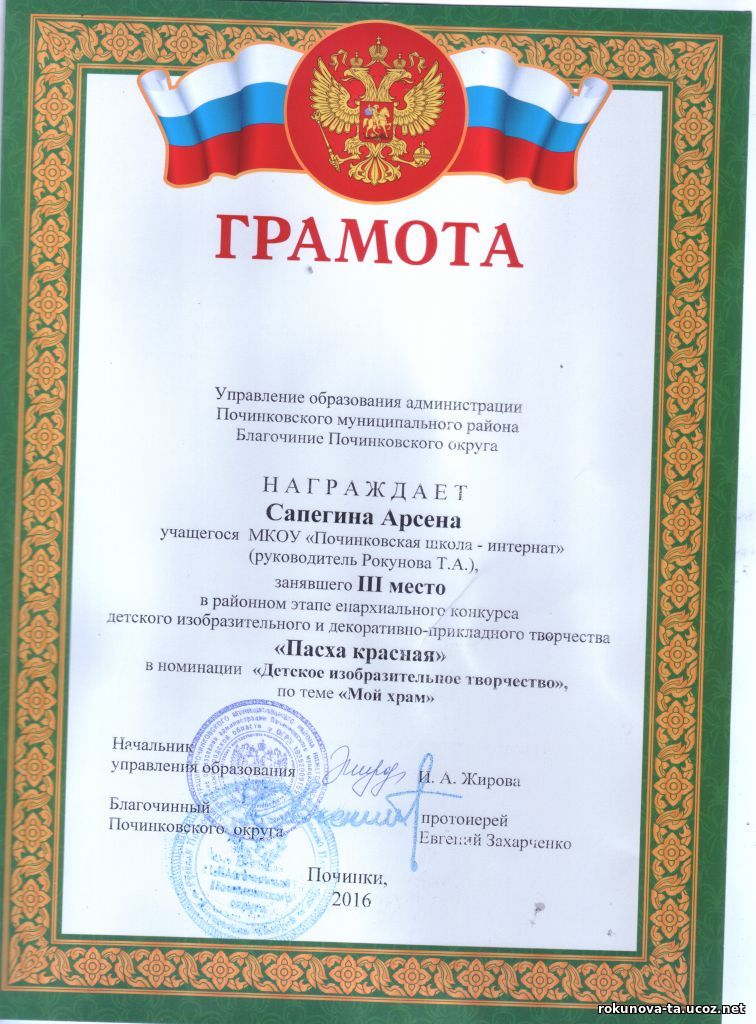 ГРАМОТА
Управление образования администрации
Починковского муниципального района
Благочиние Починковского округа
НАГРАЖДАЕТ
Сапегина Арсена
учащегося МКОУ «Починковская школа - интернат»
(руководитель Рокунова Т.А.),
занявшего III место
в районном этапе епархиального конкурса
детского изобразительного и декоративно-прикладного творчества
«Пасха красная»
в номинации «Детское изобразительное творчество»,
по теме «Мой храм»
Начальник
управления образования И. А. Жирова
Благочинный протоиерей
Починковского округа Евгений Захарченко
Починки,
2016
rokunova-ta.ucoz.net